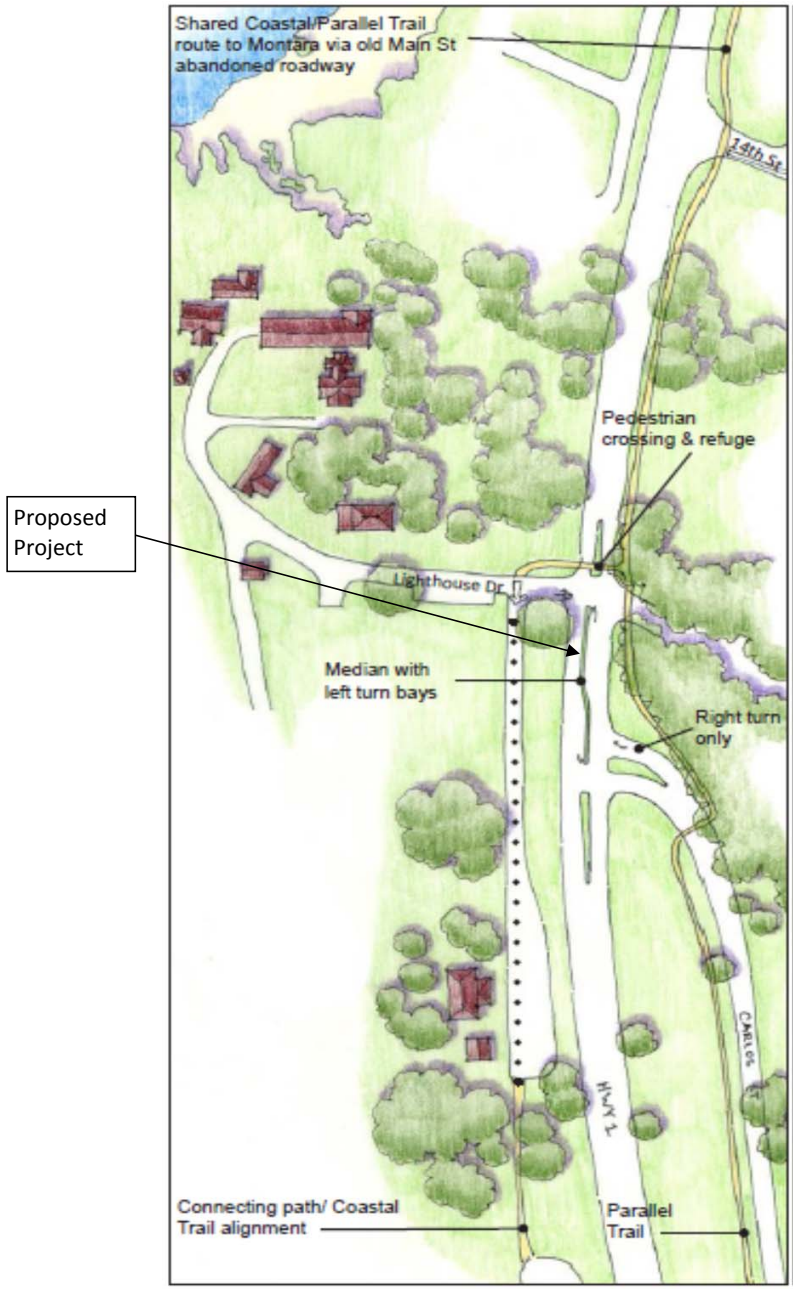 Shared Coastal/Parallel Trail
route to Montara via old Main St
abandoned roadway
14th St
Pedestrian
crossing & refuge
Proposed
Project
Lighthouse Dr
Median with
left turn bays
Right turn
only
CARLOS ST
HWY 1
Connecting path/ Coastal
Trail alignment
Parallel
Trail